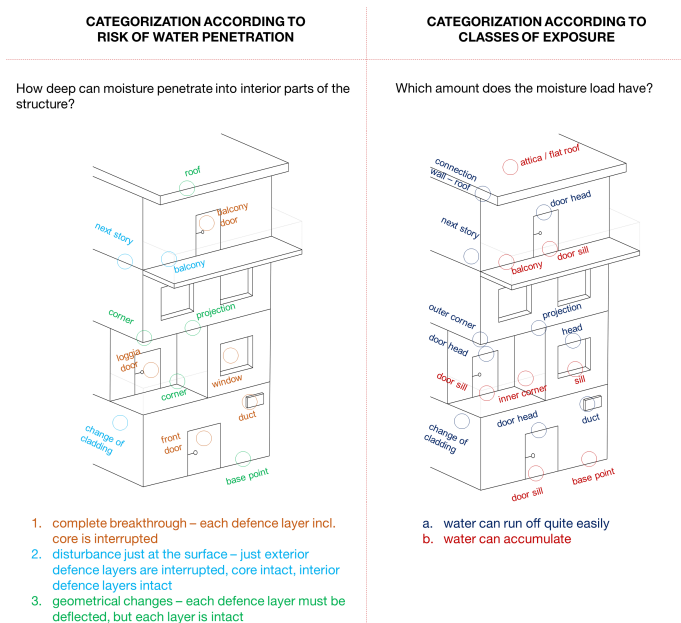 CATEGORIZATION ACCORDING TO
RISK OF WATER PENETRATION
How deep can moisture penetrate into interior parts of the
structure?
roof
balcony
door
next story
balcony
corner
projection
loggia
door
window
corner
duct
change of
cladding
front
door
base point
1. complete breakthrough – each defence layer incl.
core is interrupted
2. disturbance just at the surface – just exterior
defence layers are interrupted, core intact, interior
defence layers intact
3. geometrical changes – each defence layer must be
deflected, but each layer is intact
CATEGORIZATION ACCORDING TO
CLASSES OF EXPOSURE
Which amount does the moisture load have?
attica / flat roof
connection
wall – roof
door head
next story
door sill
balcony
outer corner
projection
door head
head
door sill
sill
inner corner
door head
duct
change of
cladding
base point
door sill
a. water can run off quite easily
b. water can accumulate